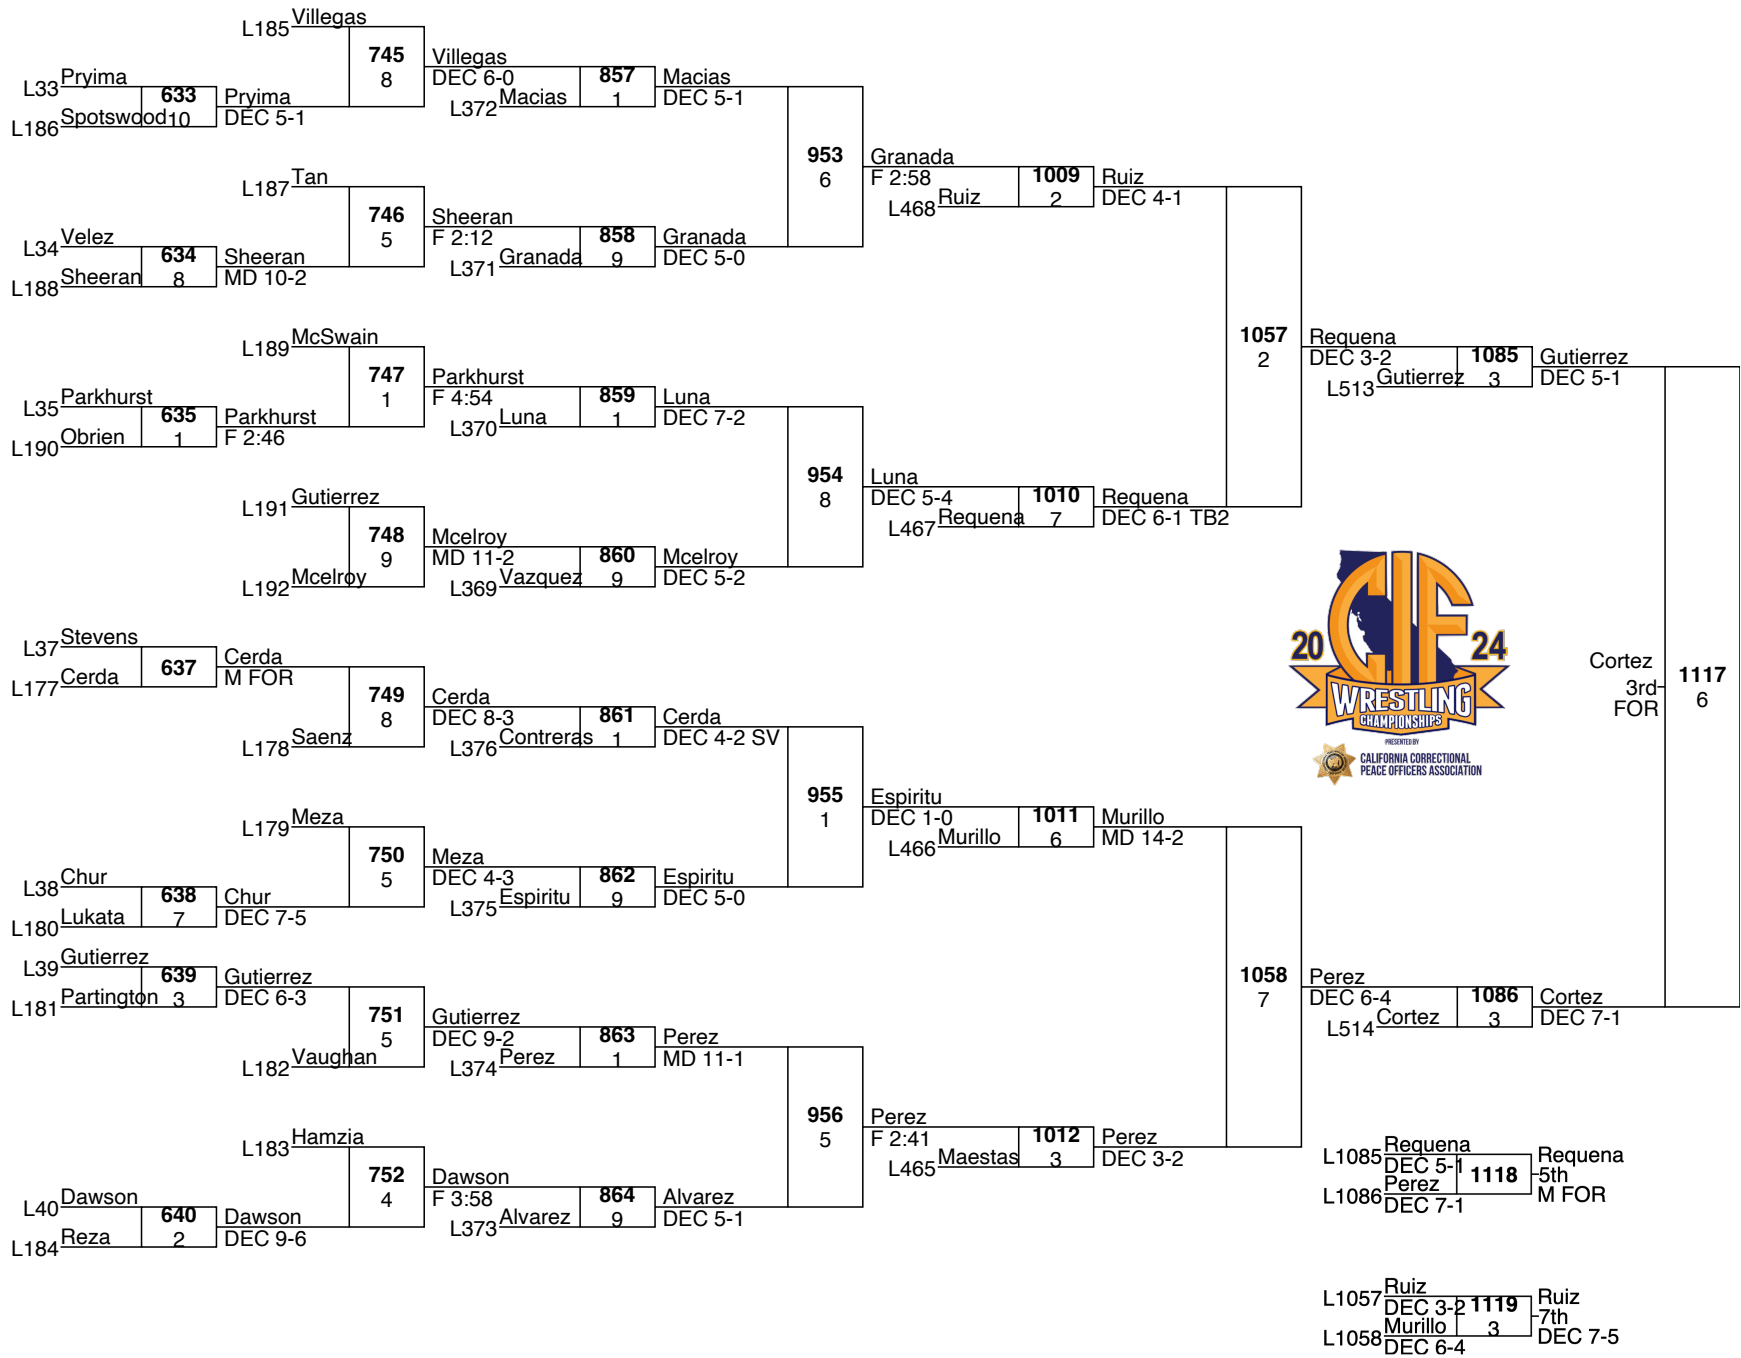 L185 Villegas
745
8
L33 Pryima
L186 Spotswood
633
10
Pryima
DEC 5-1
Villegas
DEC 6-0
L372 Macias
857
1
Macias
DEC 5-1
L187 Tan
746
5
L34 Velez
L188 Sheeran
634
8
Sheeran
MD 10-2
Sheeran
F 2:12
L371 Granada
858
9
Granada
DEC 5-0
953
6
Granada
F 2:58
L468 Ruiz
1009
2
Ruiz
DEC 4-1
L189 McSwain
747
1
L35 Parkhurst
L190 Obrien
635
1
Parkhurst
F 2:46
Parkhurst
F 4:54
L370 Luna
859
1
Luna
DEC 7-2
L191 Gutierrez
748
9
L192 Mcelroy
Mcelroy
MD 11-2
L369 Vazquez
860
9
Mcelroy
DEC 5-2
954
8
Luna
DEC 5-4
L467 Requena
1010
7
Requena
DEC 6-1 TB2
1057
2
Requena
DEC 3-2
L513 Gutierrez
1085
3
Gutierrez
DEC 5-1
L37 Stevens
L177 Cerda
637
Cerda
M FOR
749
8
L178 Saenz
Cerda
DEC 8-3
L376 Contreras
861
1
Cerda
DEC 4-2 SV
L179 Meza
750
5
L38 Chur
L180 Lukata
638
7
Chur
DEC 7-5
Meza
DEC 4-3
L375 Espiritu
862
9
Espiritu
DEC 5-0
955
1
Espiritu
DEC 1-0
L466 Murillo
1011
6
Murillo
MD 14-2
L39 Gutierrez
L181 Partington
639
3
Gutierrez
DEC 6-3
751
5
L182 Vaughan
Gutierrez
DEC 9-2
L374 Perez
863
1
Perez
MD 11-1
L183 Hamzia
752
4
L40 Dawson
L184 Reza
640
2
Dawson
DEC 9-6
Dawson
F 3:58
L373 Alvarez
864
9
Alvarez
DEC 5-1
956
5
Perez
F 2:41
L465 Maestas
1012
3
Perez
DEC 3-2
1058
7
Perez
DEC 6-4
L514 Cortez
1086
3
Cortez
DEC 7-1
20 CIF 24
WRESTLING
CHAMPIONSHIPS
PRESENTED BY
CALIFORNIA CORRECTIONAL
PEACE OFFICERS ASSOCIATION
Cortez
3rd
FOR
1117
6
L1085 Requena
DEC 5-1
L1086 Perez
DEC 7-1
1118
Requena
5th
M FOR
L1057 Ruiz
DEC 3-2
L1058 Murillo
DEC 6-4
1119
3
Ruiz
7th
DEC 7-5